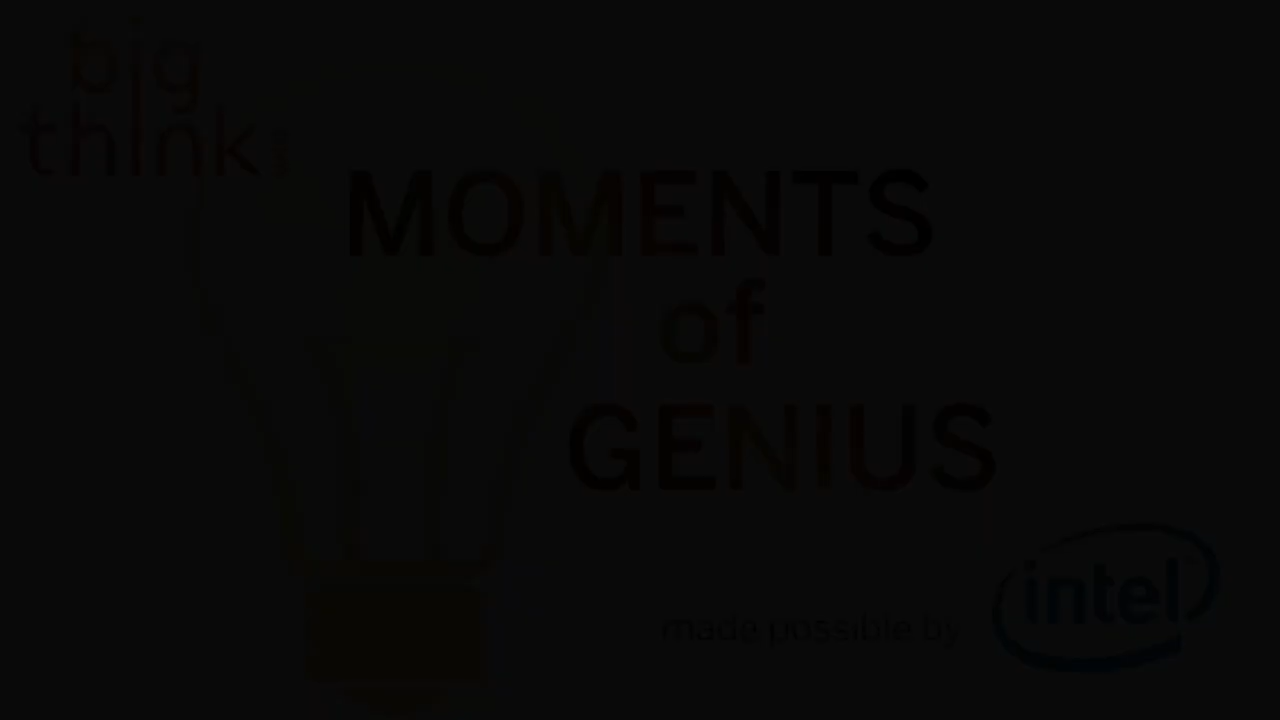 big
think
MOMENTS
of
GENIUS
made possible by
intel